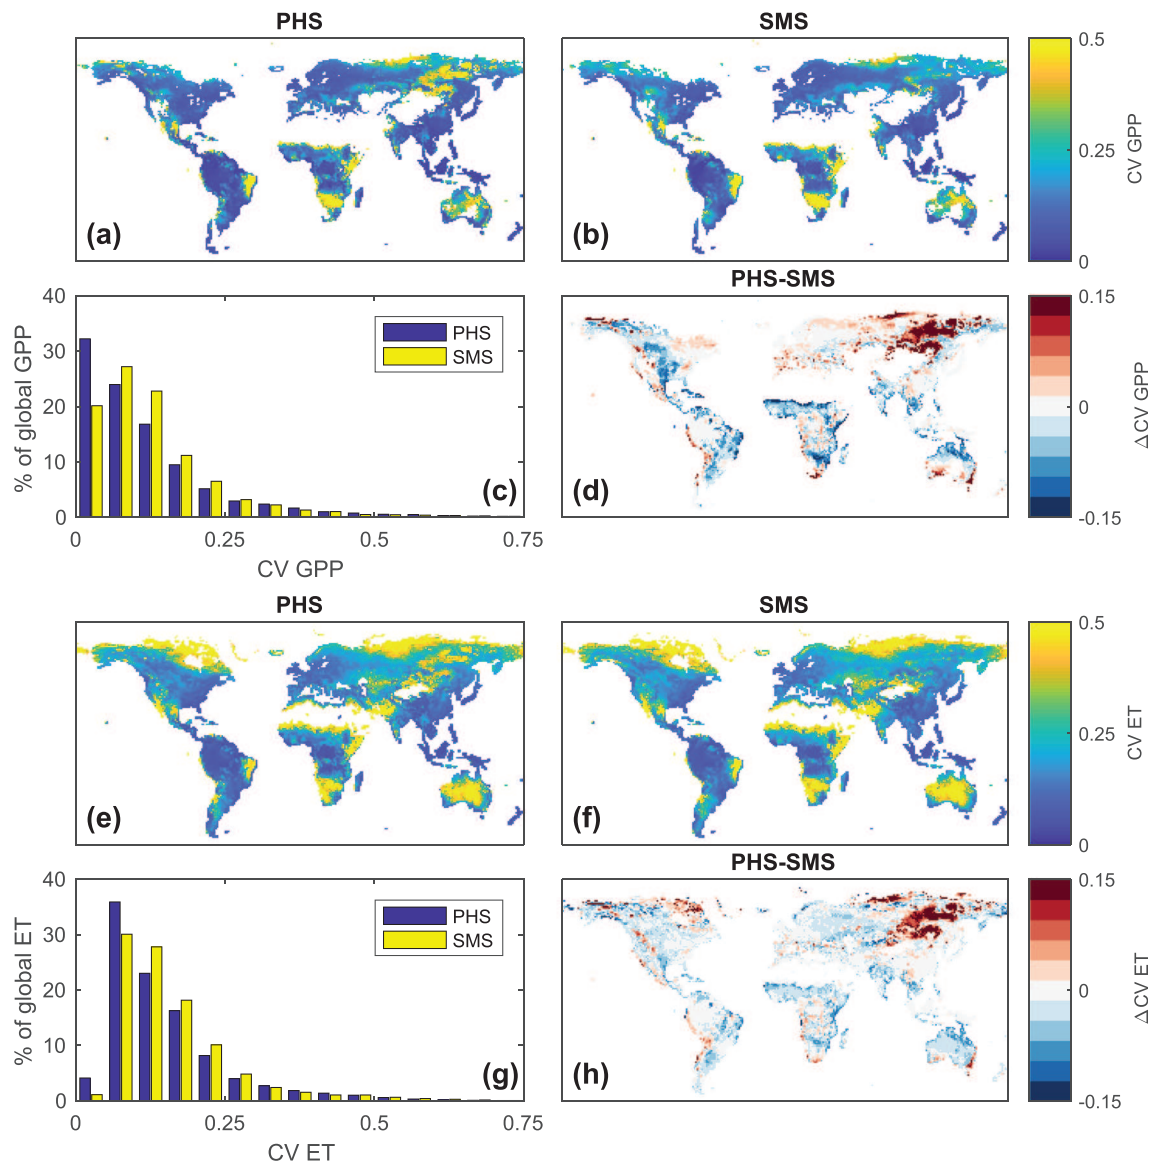 PHS
SMS
(a)
(b)
0.5
0.25
0
CV GPP
PHS-SMS
40
30
20
10
0
% of global GPP
PHS
SMS
(c)
0
0.25
0.5
0.75
CV GPP
(d)
0.15
0
-0.15
ΔCV GPP
PHS
SMS
(e)
(f)
0.5
0.25
0
CV ET
PHS-SMS
40
30
20
10
0
% of global ET
PHS
SMS
(g)
0
0.25
0.5
0.75
CV ET
(h)
0.15
0
-0.15
ΔCV ET